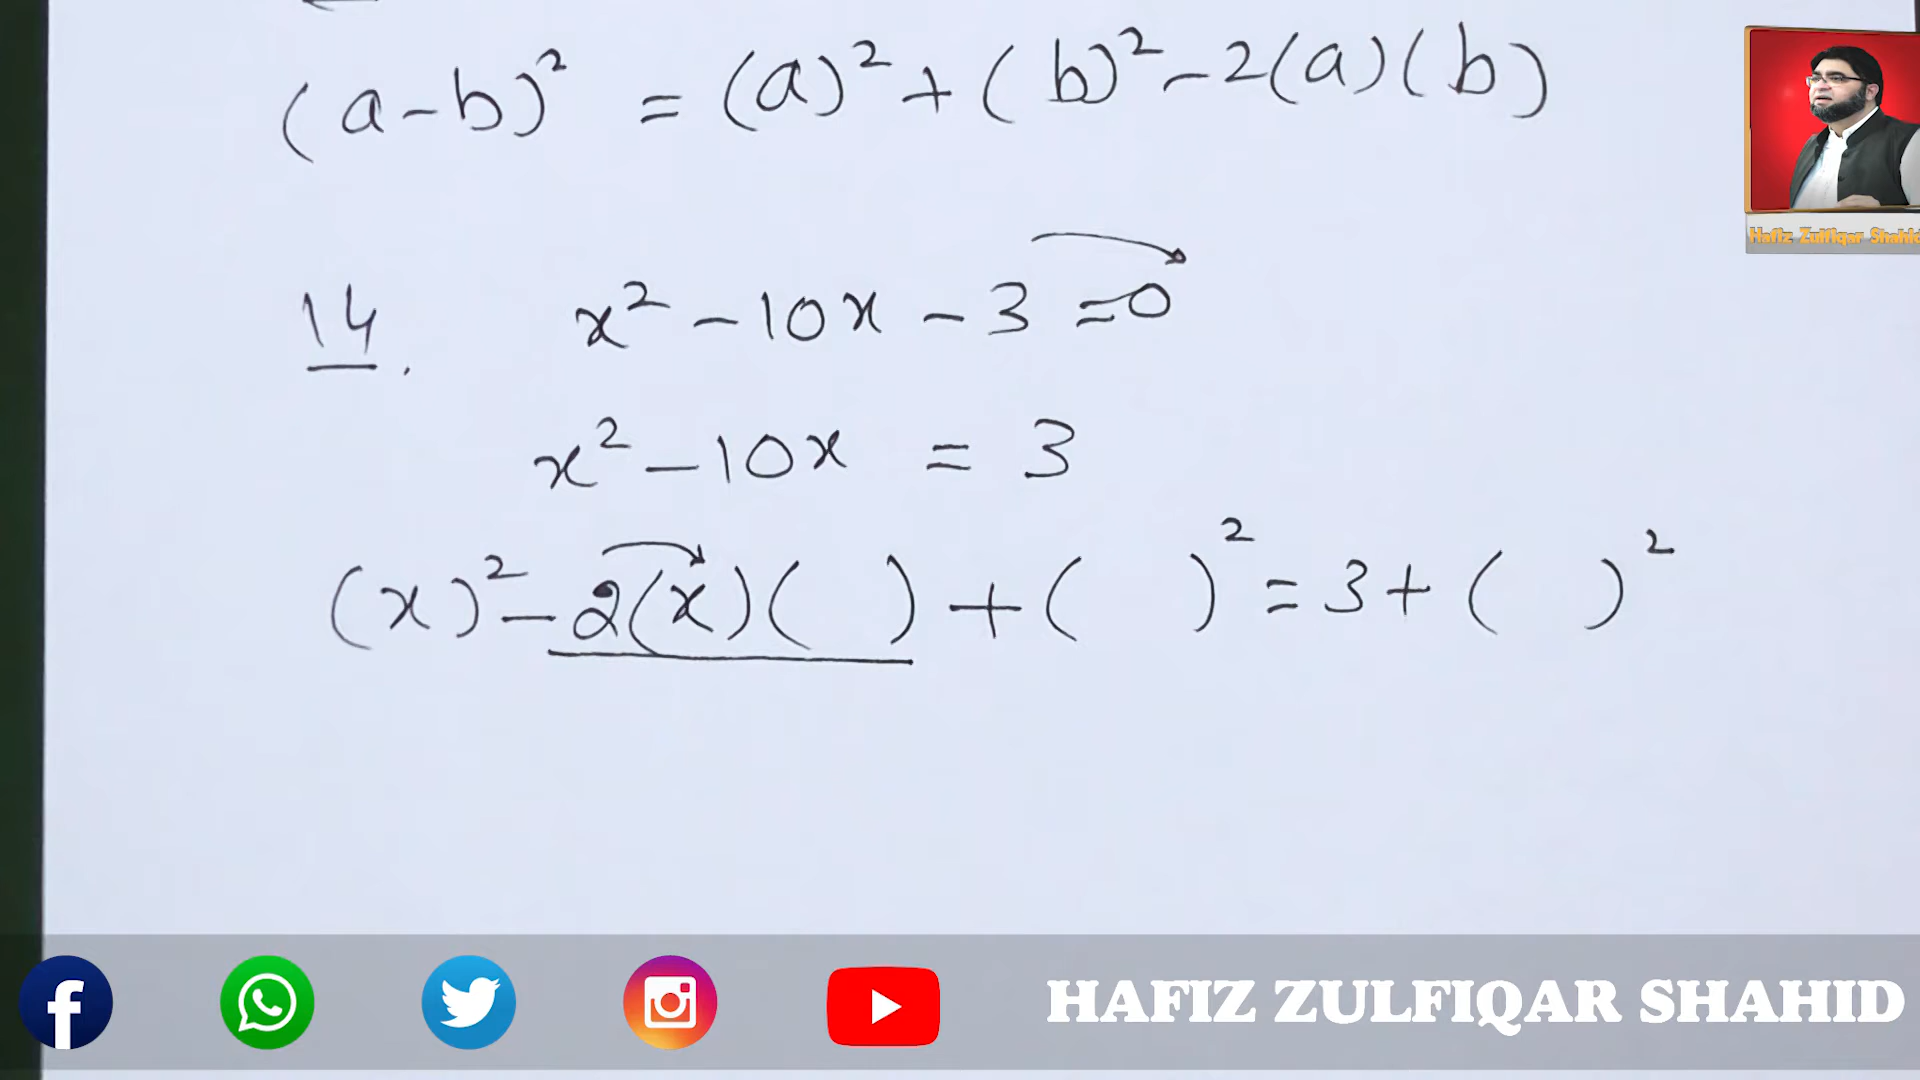 (a-b)² = (a)² + (b)² - 2(a)(b)
Hafiz Zulfiqar Shahid
14. x² - 10x - 3 = 0
x² - 10x = 3
(x)² - 2(x)( ) + ( )² = 3 + ( )²
HAFIZ ZULFIQAR SHAHID